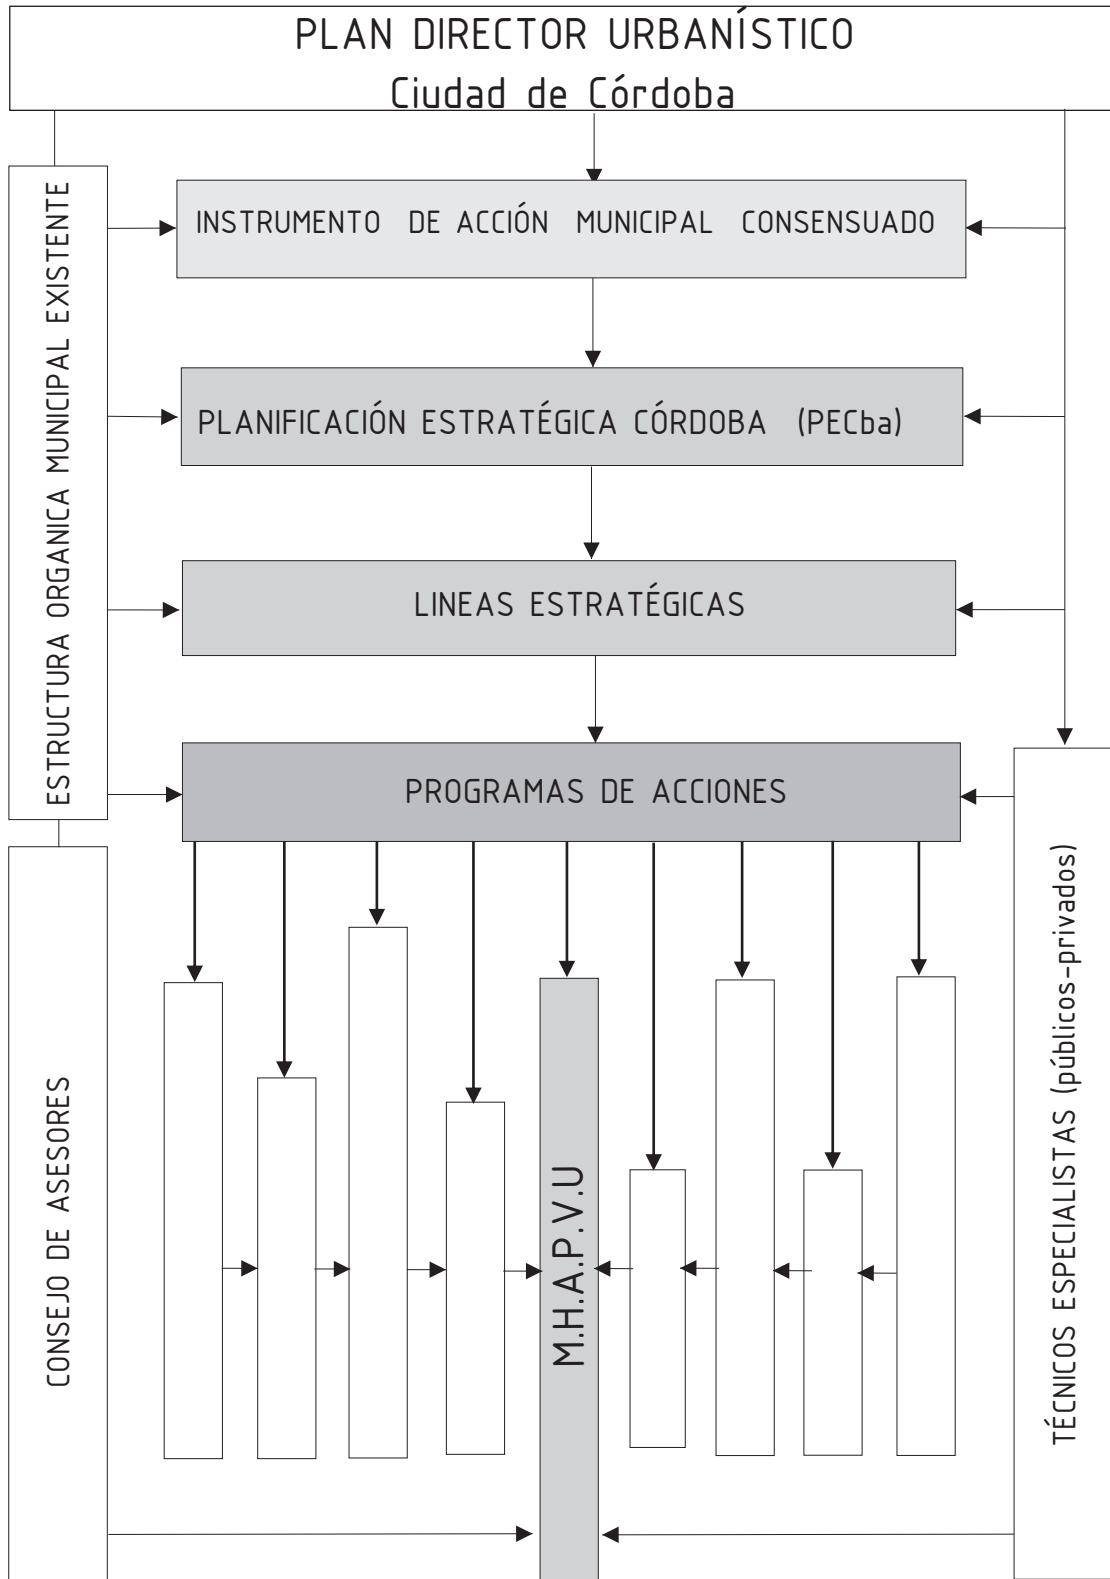 PLAN DIRECTOR URBANÍSTICO
Ciudad de Córdoba
ESTRUCTURA ORGANICA MUNICIPAL EXISTENTE
INSTRUMENTO DE ACCIÓN MUNICIPAL CONSENSUADO
PLANIFICACIÓN ESTRATÉGICA CÓRDOBA (PECba)
LINEAS ESTRATÉGICAS
PROGRAMAS DE ACCIONES
CONSEJO DE ASESORES
M.H.A.P.V.U
TÉCNICOS ESPECIALISTAS (públicos-privados)